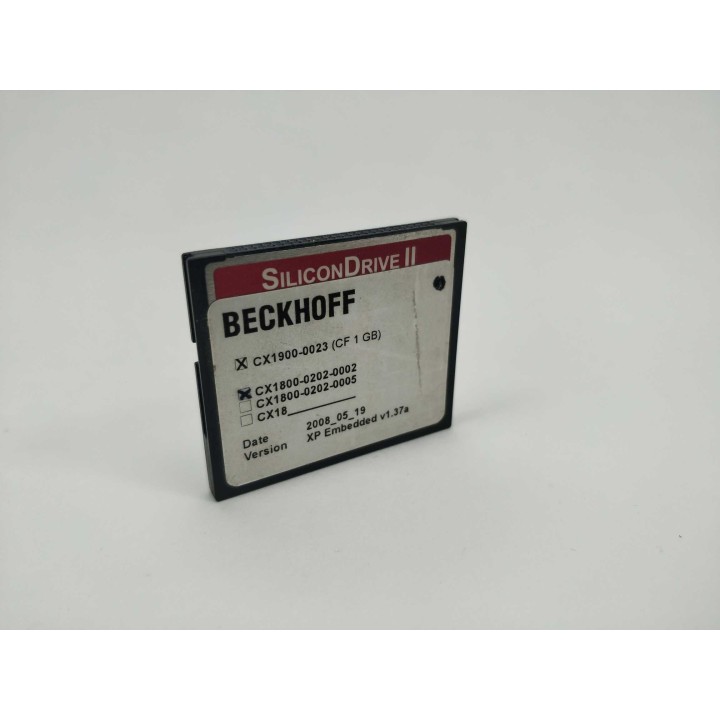 SILICONDRIVE II
BECKHOFF
☒ CX1900-0023 (CF 1 GB)
☒ CX1800-0202-0002
☐ CX1800-0202-0005
☐ CX18__________
Date 2008_05_19
Version XP Embedded v1.37a